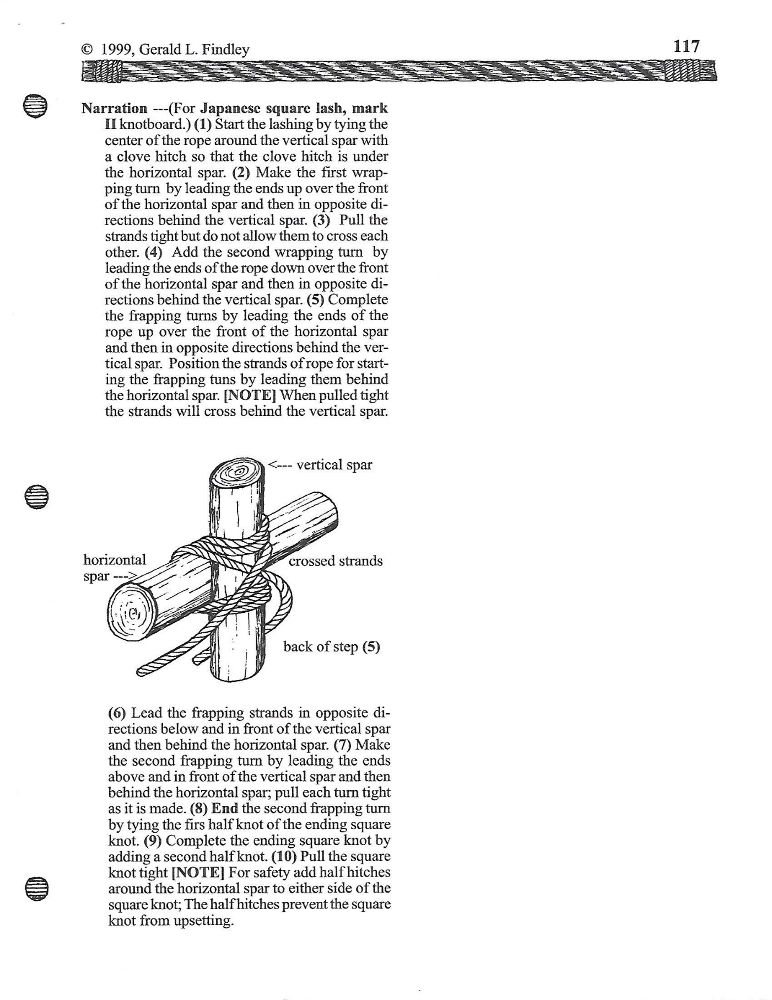 © 1999, Gerald L. Findley
117
Narration ---(For Japanese square lash, mark
II knotboard.) (1) Start the lashing by tying the
center of the rope around the vertical spar with
a clove hitch so that the clove hitch is under
the horizontal spar. (2) Make the first wrap-
ping turn by leading the ends up over the front
of the horizontal spar and then in opposite di-
rections behind the vertical spar. (3) Pull the
strands tight but do not allow them to cross each
other. (4) Add the second wrapping turn by
leading the ends of the rope down over the front
of the horizontal spar and then in opposite di-
rections behind the vertical spar. (5) Complete
the frapping turns by leading the ends of the
rope up over the front of the horizontal spar
and then in opposite directions behind the ver-
tical spar. Position the strands of rope for start-
ing the frapping tuns by leading them behind
the horizontal spar. [NOTE] When pulled tight
the strands will cross behind the vertical spar.
<--- vertical spar
horizontal
spar --->
crossed strands
back of step (5)
(6) Lead the frapping strands in opposite di-
rections below and in front of the vertical spar
and then behind the horizontal spar. (7) Make
the second frapping turn by leading the ends
above and in front of the vertical spar and then
behind the horizontal spar; pull each turn tight
as it is made. (8) End the second frapping turn
by tying the firs half knot of the ending square
knot. (9) Complete the ending square knot by
adding a second half knot. (10) Pull the square
knot tight [NOTE] For safety add half hitches
around the horizontal spar to either side of the
square knot; The half hitches prevent the square
knot from upsetting.